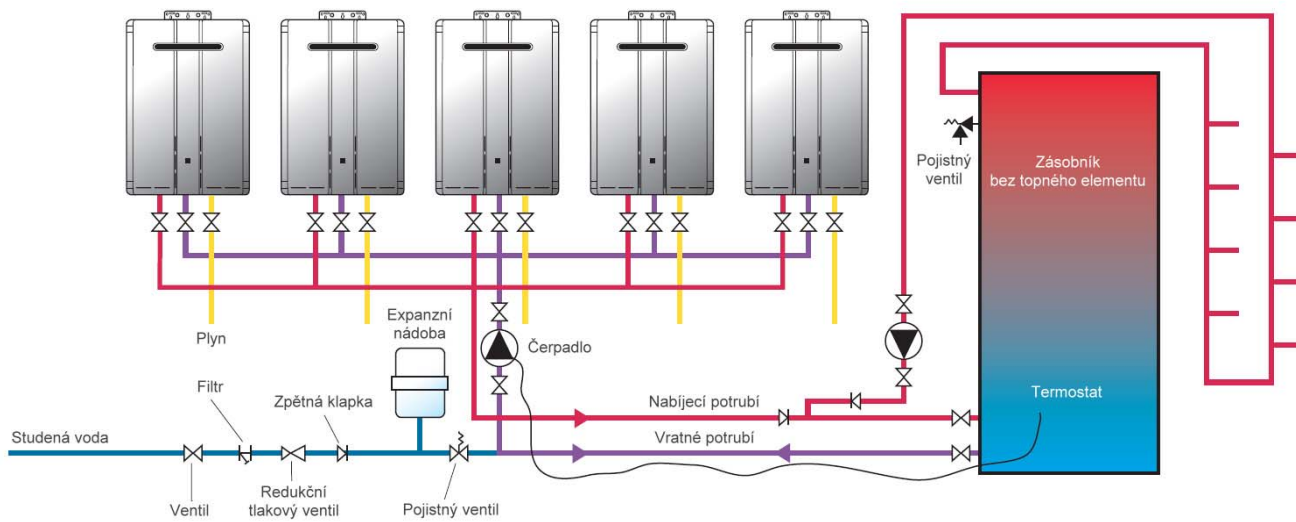 Pojistný
ventil
Zásobník
bez topného elementu
Plyn
Expanzní
nádoba
Čerpadlo
Filtr
Zpětná klapka
Nabíjecí potrubí
Termostat
Studená voda
Vratné potrubí
Ventil
Redukční
tlakový ventil
Pojistný ventil